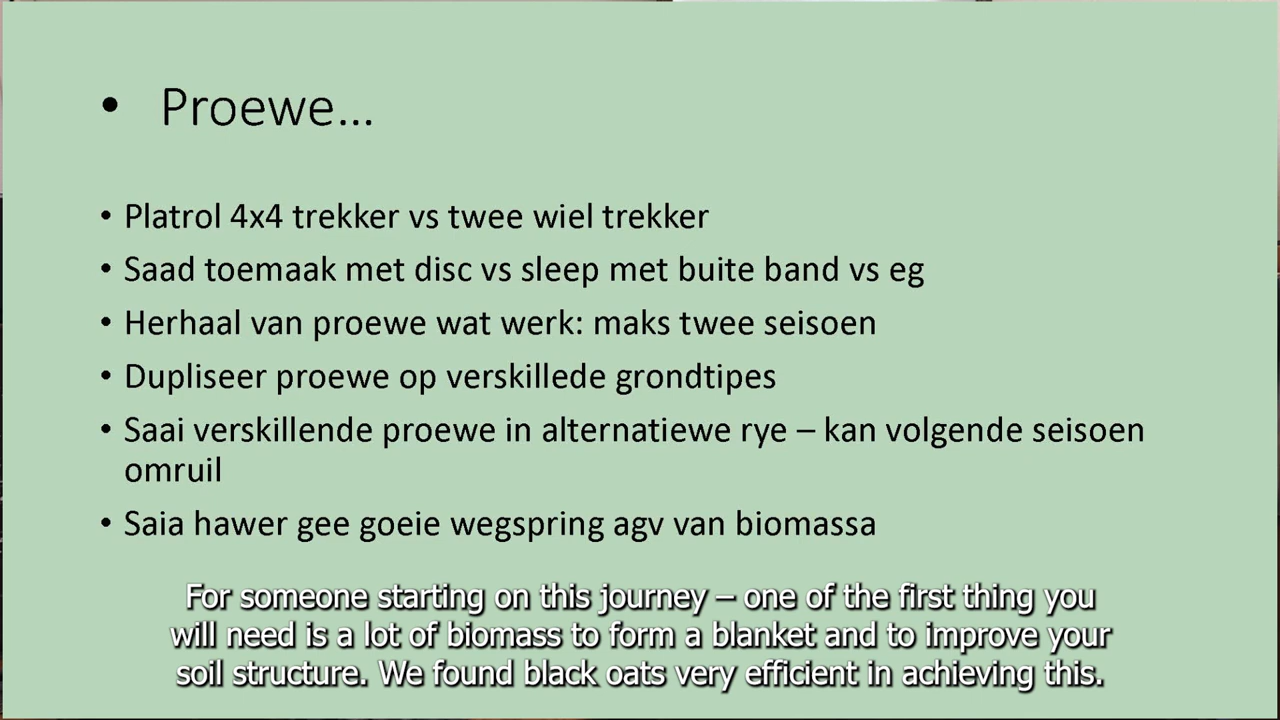 • Proewe...
• Platrol 4x4 trekker vs twee wiel trekker
• Saad toemaak met disc vs sleep met buite band vs eg
• Herhaal van proewe wat werk: maks twee seisoen
• Dupliseer proewe op verskillede grondtipes
• Saai verskillende proewe in alternatiewe rye – kan volgende seisoen
omruil
• Saia hawer gee goeie wegspring agv van biomassa
For someone starting on this journey – one of the first thing you
will need is a lot of biomass to form a blanket and to improve your
soil structure. We found black oats very efficient in achieving this.